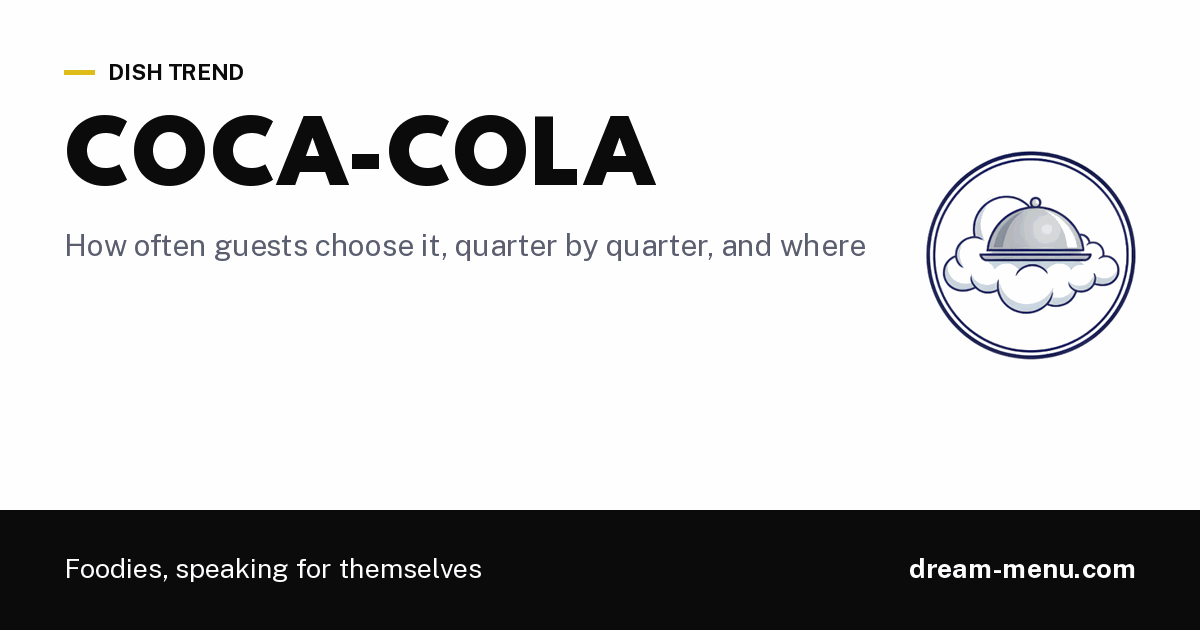 DISH TREND
COCA-COLA
How often guests choose it, quarter by quarter, and where
Foodies, speaking for themselves
dream-menu.com